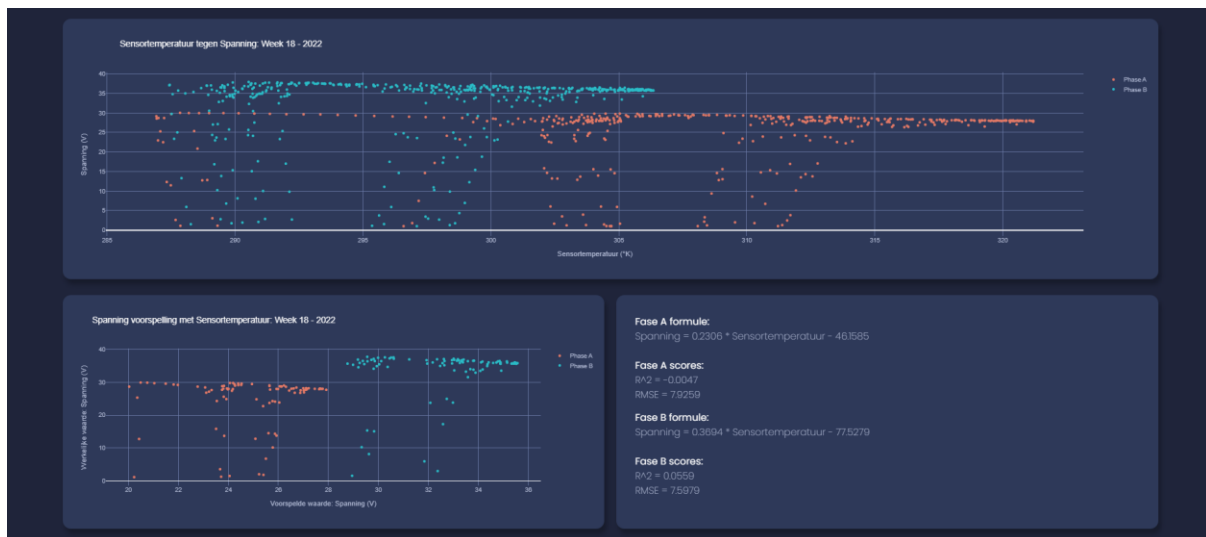 Sensortemperatuur tegen Spanning: Week 18 - 2022
40
35
30
25
20
15
10
5
0
Spanning (V)
285
280
295
300
305
310
315
320
Sensortemperatuur (°K)
Phase A
Phase B
Spanning voorspelling met Sensortemperatuur: Week 18 - 2022
40
30
20
10
0
Werkelijke waarde: Spanning (V)
20
22
24
26
28
30
32
34
36
Voorspelde waarde: Spanning (V)
Phase A
Phase B
Fase A formule:
Spanning = 0.2306 * Sensortemperatuur - 46.1585
Fase A scores:
R^2 = -0.0047
RMSE = 7.9259
Fase B formule:
Spanning = 0.3694 * Sensortemperatuur - 77.5279
Fase B scores:
R^2 = 0.0559
RMSE = 7.5979